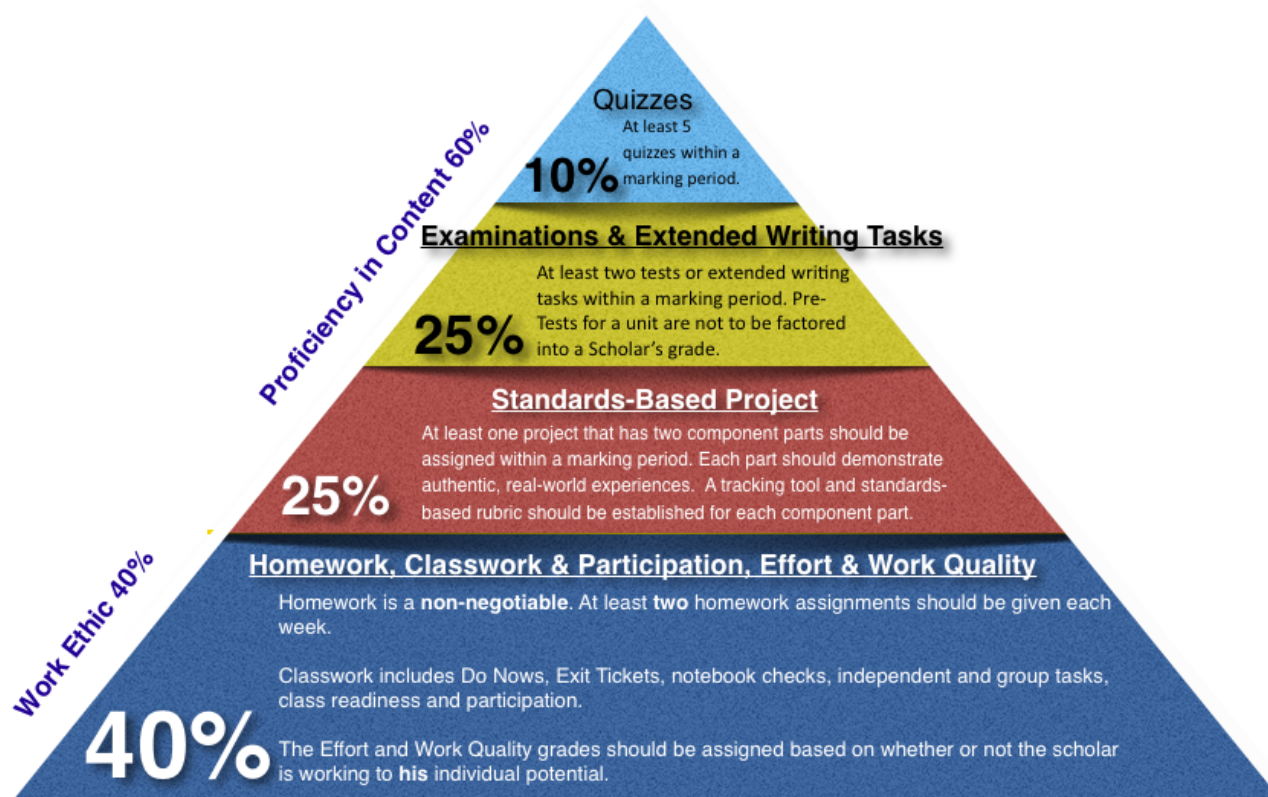 Quizzes
At least 5
quizzes within a
marking period.
10%
Proficiency in Content 60%
Examinations & Extended Writing Tasks
At least two tests or extended writing
tasks within a marking period. Pre-
Tests for a unit are not to be factored
into a Scholar's grade.
25%
Standards-Based Project
At least one project that has two component parts should be
assigned within a marking period. Each part should demonstrate
authentic, real-world experiences. A tracking tool and standards-
based rubric should be established for each component part.
25%
Work Ethic 40%
Homework, Classwork & Participation, Effort & Work Quality
Homework is a non-negotiable. At least two homework assignments should be given each
week.
Classwork includes Do Nows, Exit Tickets, notebook checks, independent and group tasks,
class readiness and participation.
The Effort and Work Quality grades should be assigned based on whether or not the scholar
is working to his individual potential.
40%